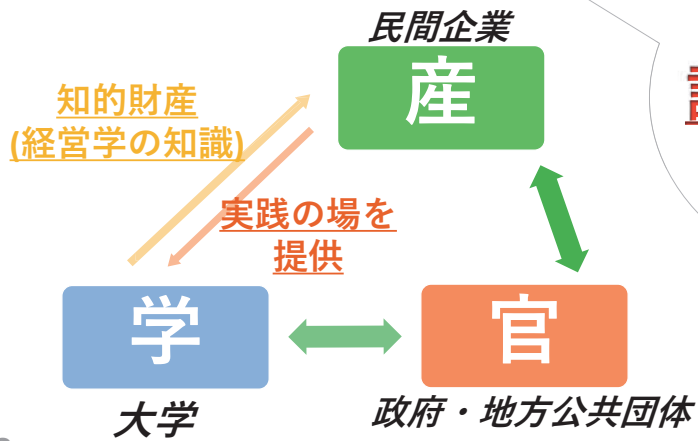 民間企業
産
知的財産
(経営学の知識)
実践の場を
提供
学
官
大学
政府・地方公共団体